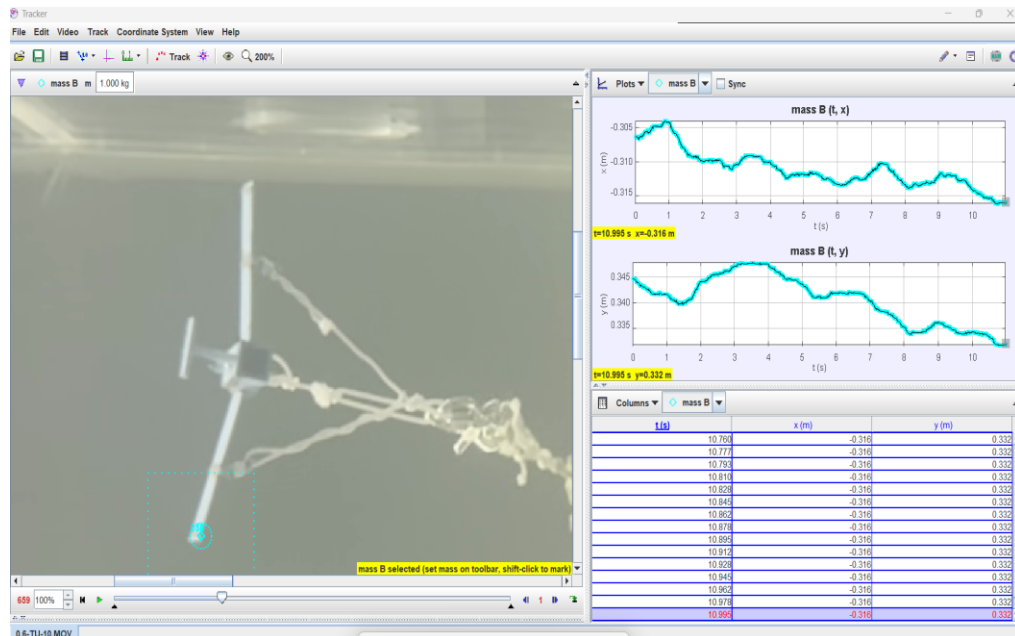 Tracker
File Edit Video Track Coordinate System View Help
Track 200%
mass B m 1.000 kg
Plots mass B Sync
mass B (t, x)
-0.305
-0.310
-0.315
x (m)
0 1 2 3 4 5 6 7 8 9 10
t (s)
t=10.995 s x=-0.316 m
mass B (t, y)
0.345
0.340
0.335
y (m)
0 1 2 3 4 5 6 7 8 9 10
t (s)
t=10.995 s y=0.332 m
Columns mass B
t (s) x (m) y (m)
10.760 -0.316 0.332
10.777 -0.316 0.332
10.793 -0.316 0.332
10.810 -0.316 0.332
10.828 -0.316 0.332
10.845 -0.316 0.332
10.862 -0.316 0.332
10.878 -0.316 0.332
10.895 -0.316 0.332
10.912 -0.316 0.332
10.928 -0.316 0.332
10.945 -0.316 0.332
10.962 -0.316 0.332
10.978 -0.316 0.332
10.995 -0.316 0.332
mass B selected (set mass on toolbar, shift-click to mark)
659 100% 1
0.6-TU-10.MOV